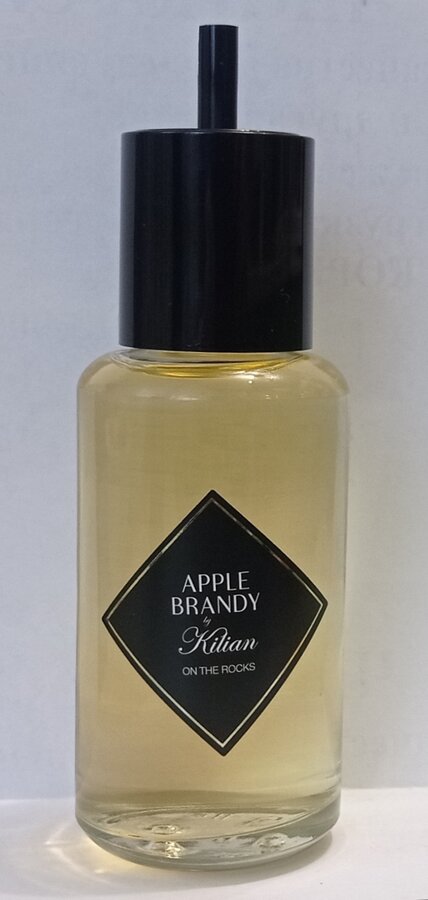 APPLE
BRANDY
by
Kilian
ON THE ROCKS